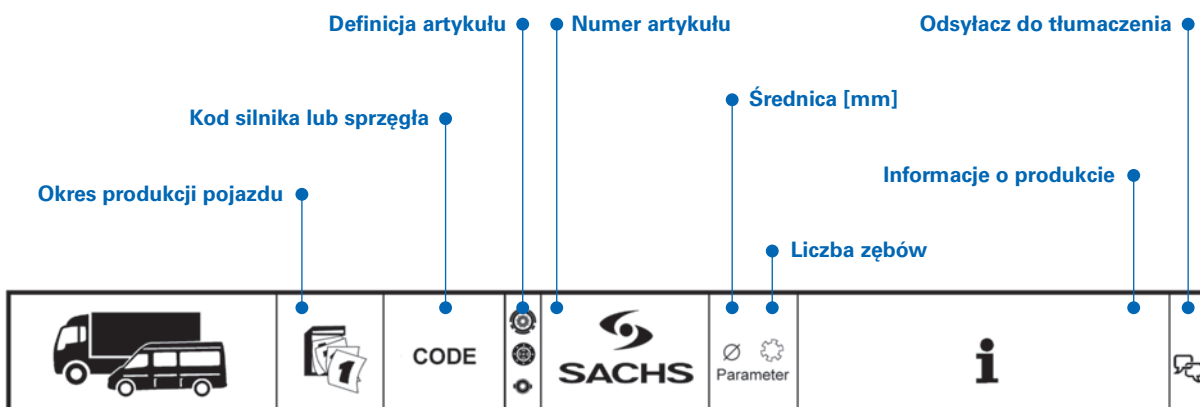 Definicja artykułu
Numer artykułu
Odsyłacz do tłumaczenia
Średnica [mm]
Kod silnika lub sprzęgła
Informacje o produkcie
Okres produkcji pojazdu
Liczba zębów
1
CODE
SACHS
Parameter
i